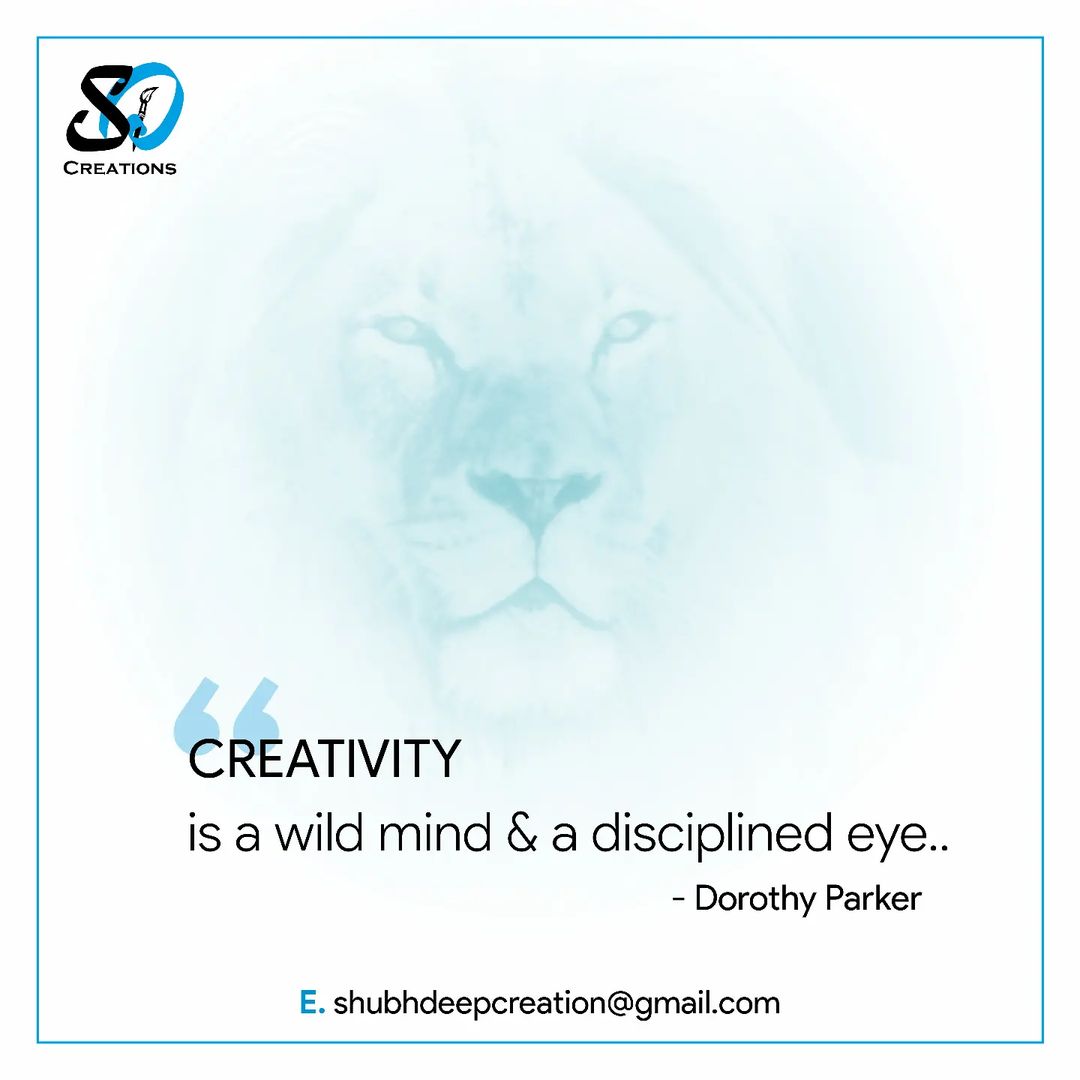 SD
CREATIONS
“
CREATIVITY
is a wild mind & a disciplined eye..
- Dorothy Parker
E. shubhdeepcreation@gmail.com